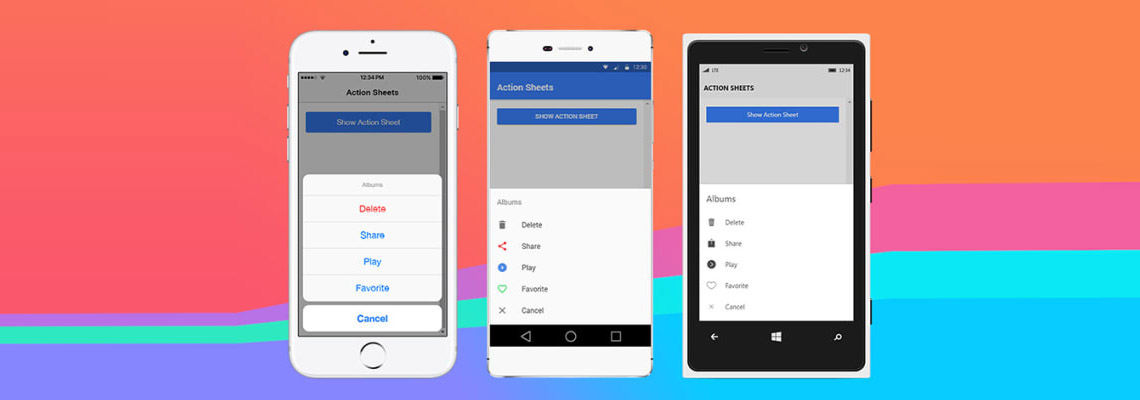 12:34 PM
100%
Action Sheets
Show Action Sheet
Albums
Delete
Share
Play
Favorite
Cancel
12:30
Action Sheets
SHOW ACTION SHEET
Albums
Delete
Share
Play
Favorite
Cancel
LTE
12:34
ACTION SHEETS
Show Action Sheet
Albums
Delete
Share
Play
Favorite
Cancel